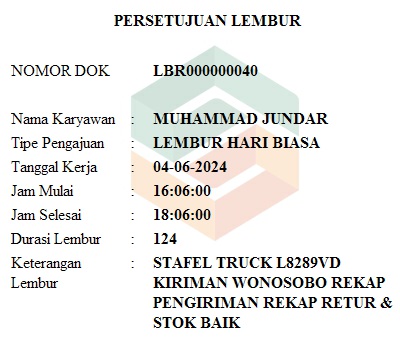 PERSETUJUAN LEMBUR
NOMOR DOK LBR000000040
Nama Karyawan : MUHAMMAD JUNDAR
Tipe Pengajuan : LEMBUR HARI BIASA
Tanggal Kerja : 04-06-2024
Jam Mulai : 16:06:00
Jam Selesai : 18:06:00
Durasi Lembur : 124
Keterangan : STAFEL TRUCK L8289VD
Lembur KIRIMAN WONOSOBO REKAP
PENGIRIMAN REKAP RETUR &
STOK BAIK